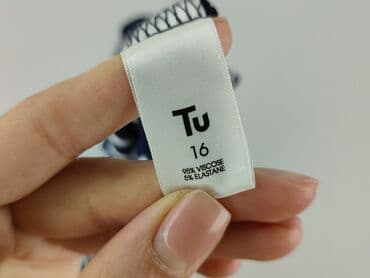 Tu
16
95% VISCOSE
5% ELASTANE